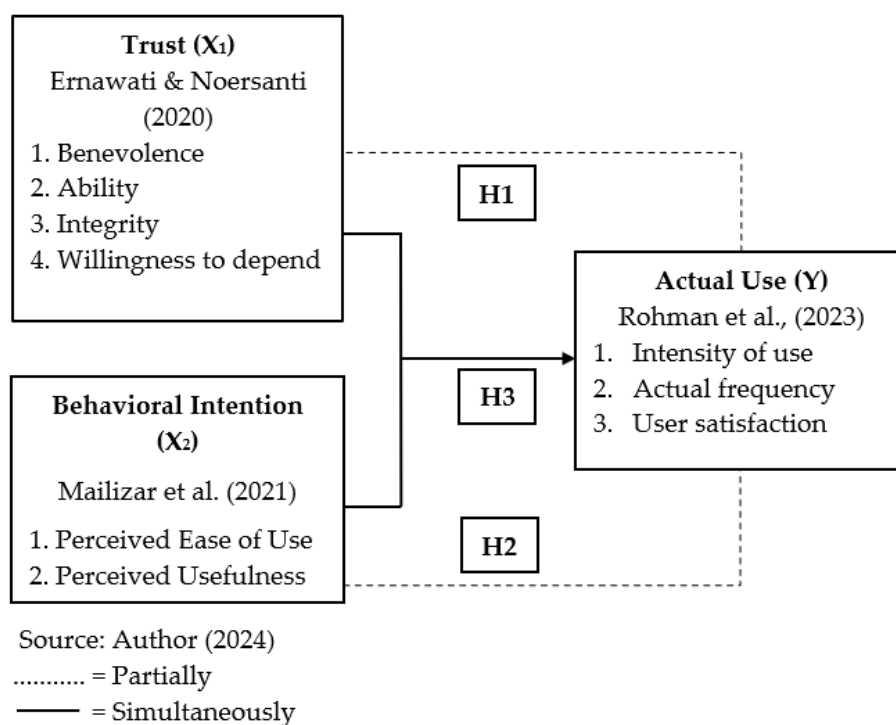 Trust (X₁)
Ernawati & Noersanti
(2020)
1. Benevolence
2. Ability
3. Integrity
4. Willingness to depend
H1
Actual Use (Y)
Rohman et al., (2023)
1. Intensity of use
2. Actual frequency
3. User satisfaction
H3
Behavioral Intention
(X₂)
Mailizar et al. (2021)
1. Perceived Ease of Use
2. Perceived Usefulness
H2
Source: Author (2024)
........... = Partially
—— = Simultaneously